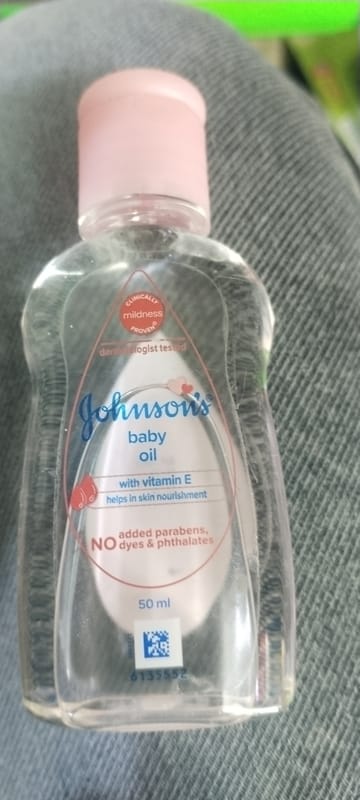 CLINICALLY
mildness
PROVEN
dermatologist tested
Johnson's
baby
oil
with vitamin E
helps in skin nourishment
NO added parabens,
dyes & phthalates
50 ml
6135552